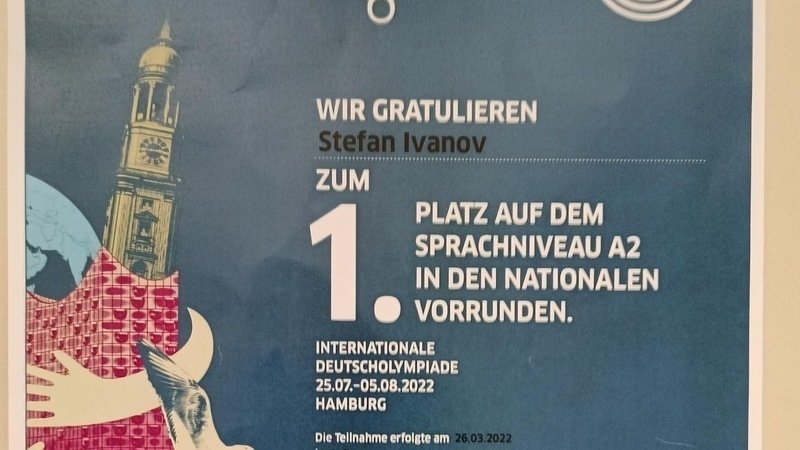 WIR GRATULIEREN
Stefan Ivanov
ZUM
1. PLATZ AUF DEM
SPRACHNIVEAU A2
IN DEN NATIONALEN
VORRUNDEN.
INTERNATIONALE
DEUTSCHOLYMPIADE
25.07.-05.08.2022
HAMBURG
Die Teilnahme erfolgte am 26.03.2022